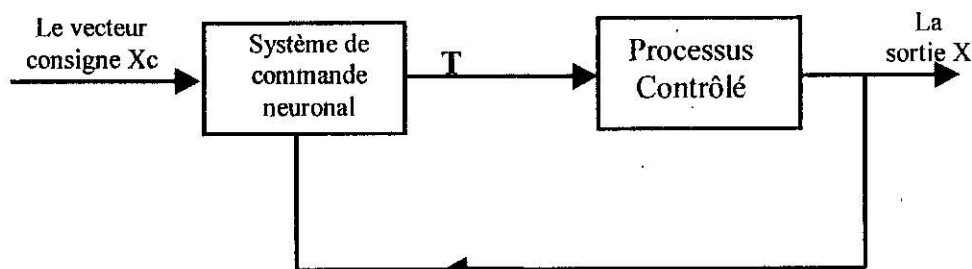 Le vecteur
consigne Xc
Système de
commande
neuronal
T
Processus
Contrôlé
La
sortie X